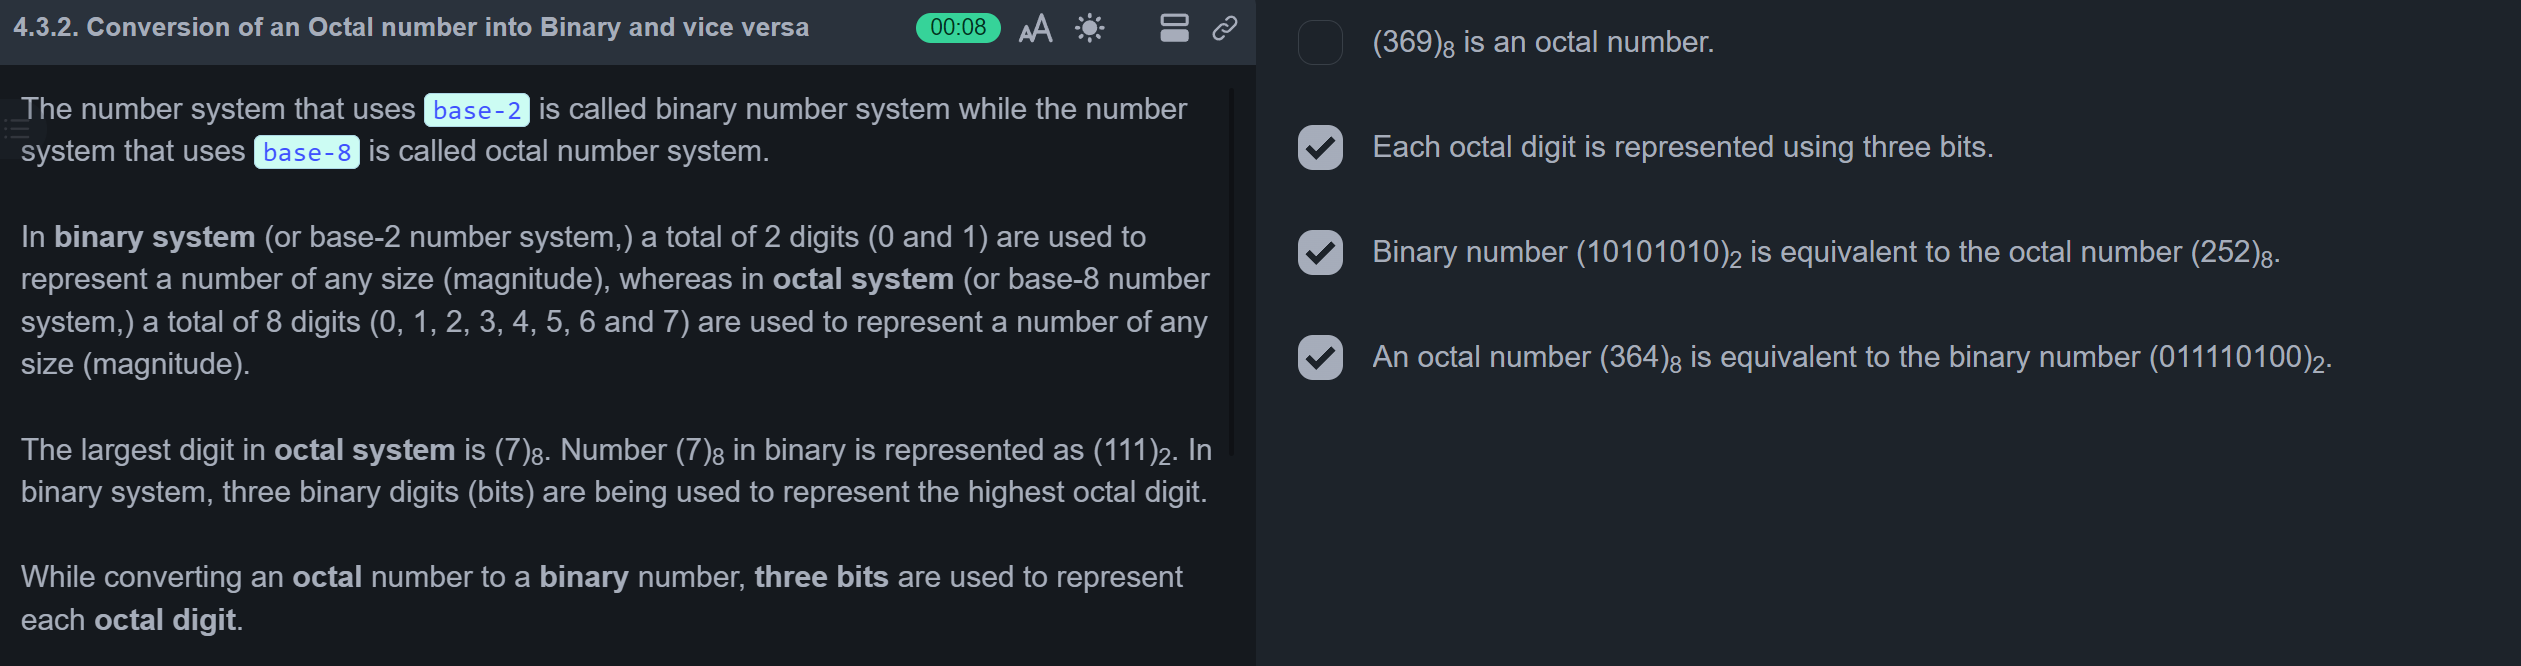 4.3.2. Conversion of an Octal number into Binary and vice versa
00:08
AA
The number system that uses base-2 is called binary number system while the number
system that uses base-8 is called octal number system.
In binary system (or base-2 number system,) a total of 2 digits (0 and 1) are used to
represent a number of any size (magnitude), whereas in octal system (or base-8 number
system,) a total of 8 digits (0, 1, 2, 3, 4, 5, 6 and 7) are used to represent a number of any
size (magnitude).
The largest digit in octal system is (7)₈. Number (7)₈ in binary is represented as (111)₂. In
binary system, three binary digits (bits) are being used to represent the highest octal digit.
While converting an octal number to a binary number, three bits are used to represent
each octal digit.
(369)₈ is an octal number.
Each octal digit is represented using three bits.
Binary number (10101010)₂ is equivalent to the octal number (252)₈.
An octal number (364)₈ is equivalent to the binary number (011110100)₂.